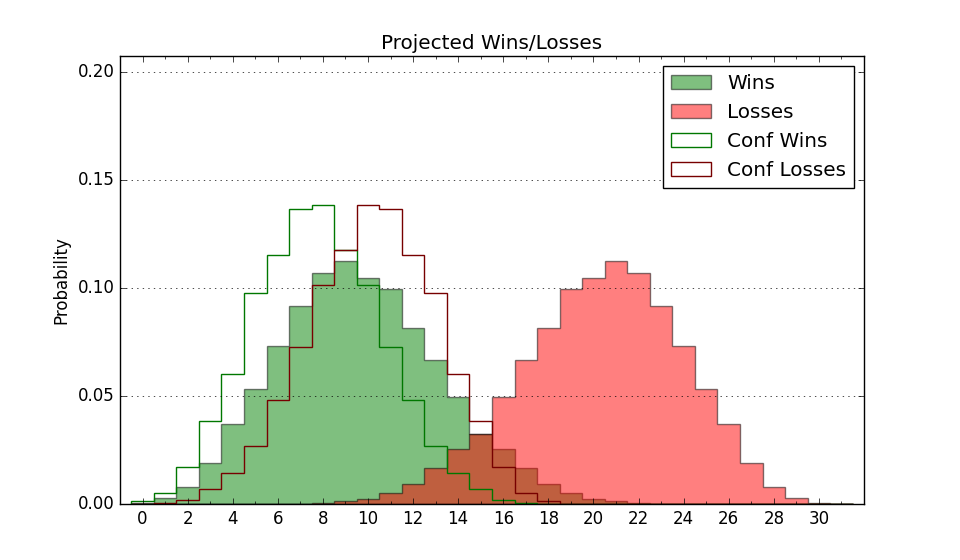 Projected Wins/Losses
0.20
0.15
0.10
0.05
0.00
Probability
Wins
Losses
Conf Wins
Conf Losses
0 2 4 6 8 10 12 14 16 18 20 22 24 26 28 30